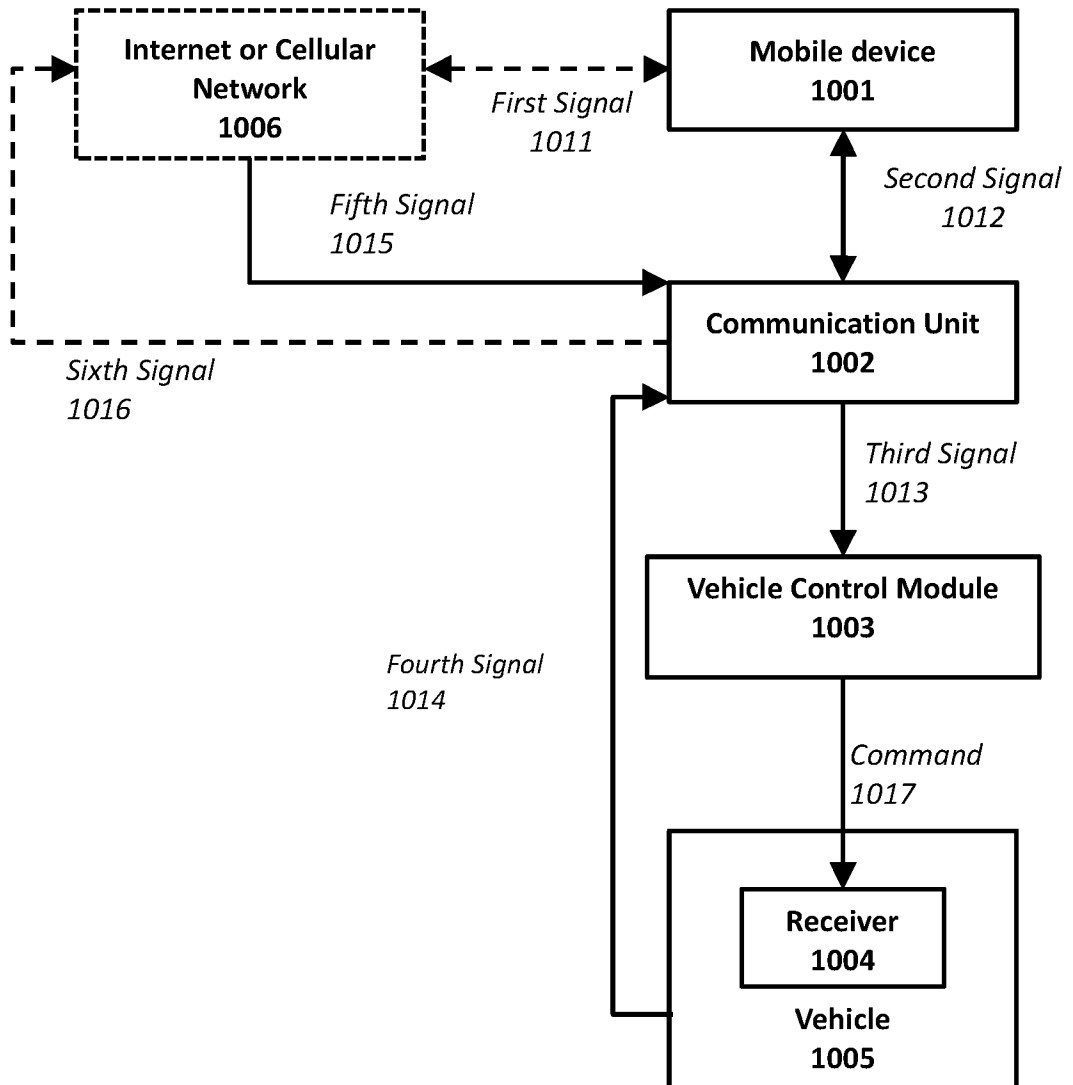 Internet or Cellular
Network
1006
Mobile device
1001
First Signal
1011
Second Signal
1012
Fifth Signal
1015
Communication Unit
1002
Sixth Signal
1016
Third Signal
1013
Vehicle Control Module
1003
Fourth Signal
1014
Command
1017
Receiver
1004
Vehicle
1005